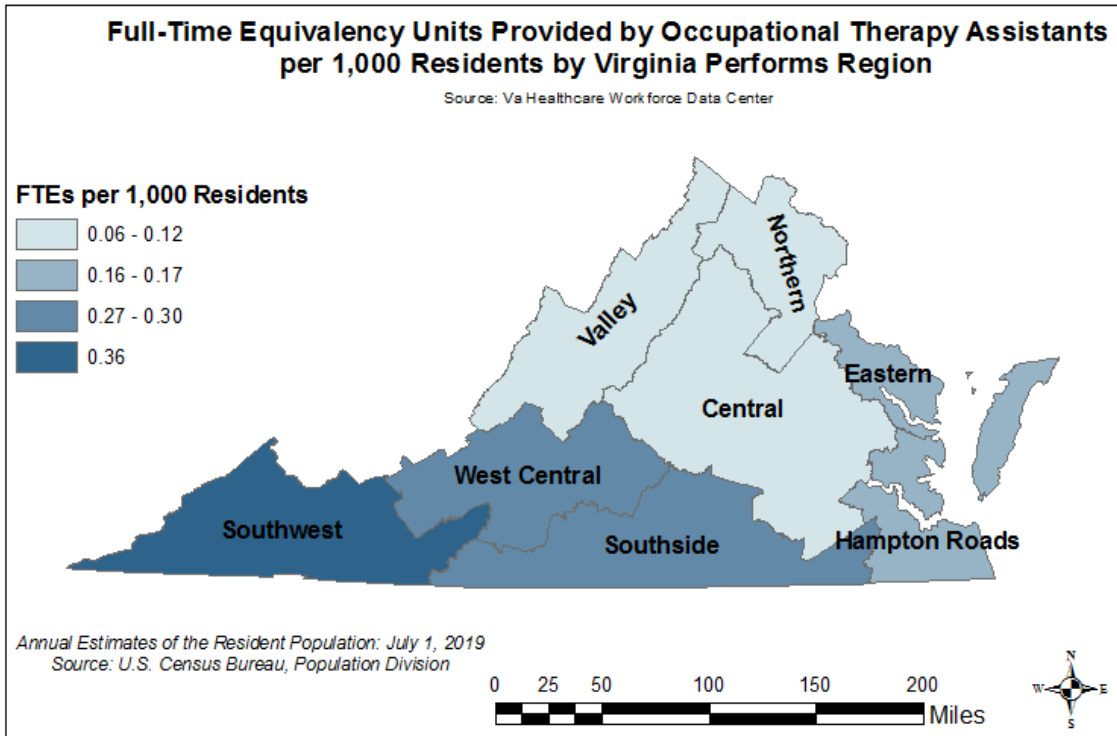 Full-Time Equivalency Units Provided by Occupational Therapy Assistants
per 1,000 Residents by Virginia Performs Region
Source: Va Healthcare Workforce Data Center
FTEs per 1,000 Residents
0.06 - 0.12
0.16 - 0.17
0.27 - 0.30
0.36
Northern
Valley
Eastern
Central
West Central
Southwest
Southside
Hampton Roads
Annual Estimates of the Resident Population: July 1, 2019
Source: U.S. Census Bureau, Population Division
0 25 50 100 150 200
Miles
N
W E
S